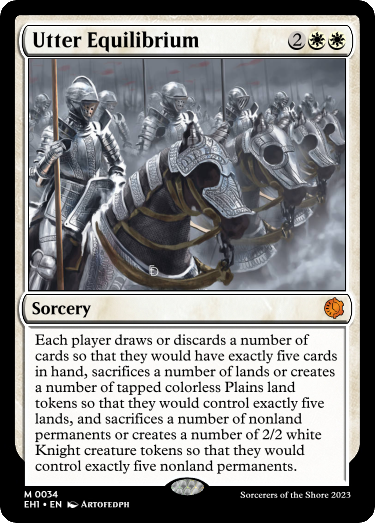 Utter Equilibrium 2
Sorcery
Each player draws or discards a number of
cards so that they would have exactly five cards
in hand, sacrifices a number of lands or creates
a number of tapped colorless Plains land
tokens so that they would control exactly five
lands, and sacrifices a number of nonland
permanents or creates a number of 2/2 white
Knight creature tokens so that they would
control exactly five nonland permanents.
M 0034
EH1 • EN ARTOFEDPH
Sorcerers of the Shore 2023